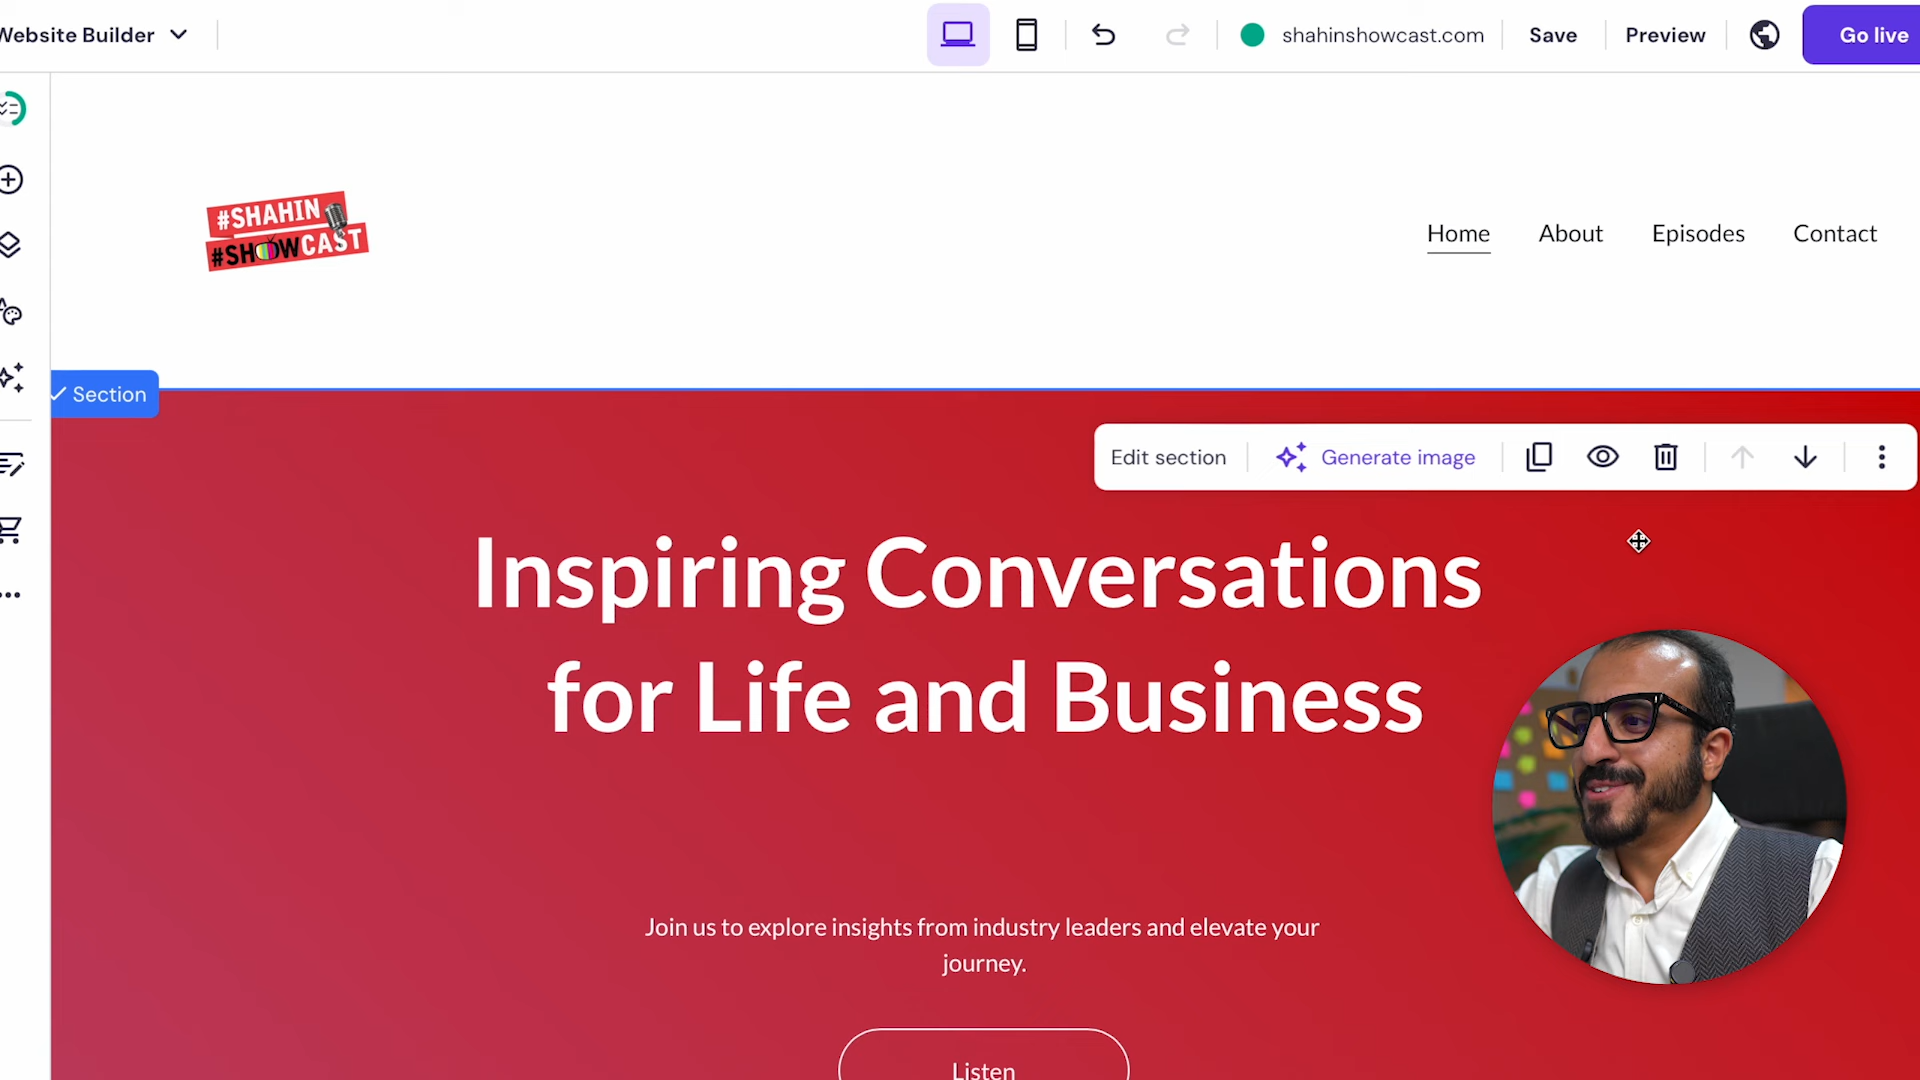 Website Builder
shahinshowcast.com
Save
Preview
Go live
#SHAHIN
#SHOWCAST
Home
About
Episodes
Contact
Section
Edit section
Generate image
Inspiring Conversations
for Life and Business
Join us to explore insights from industry leaders and elevate your
journey.
Listen